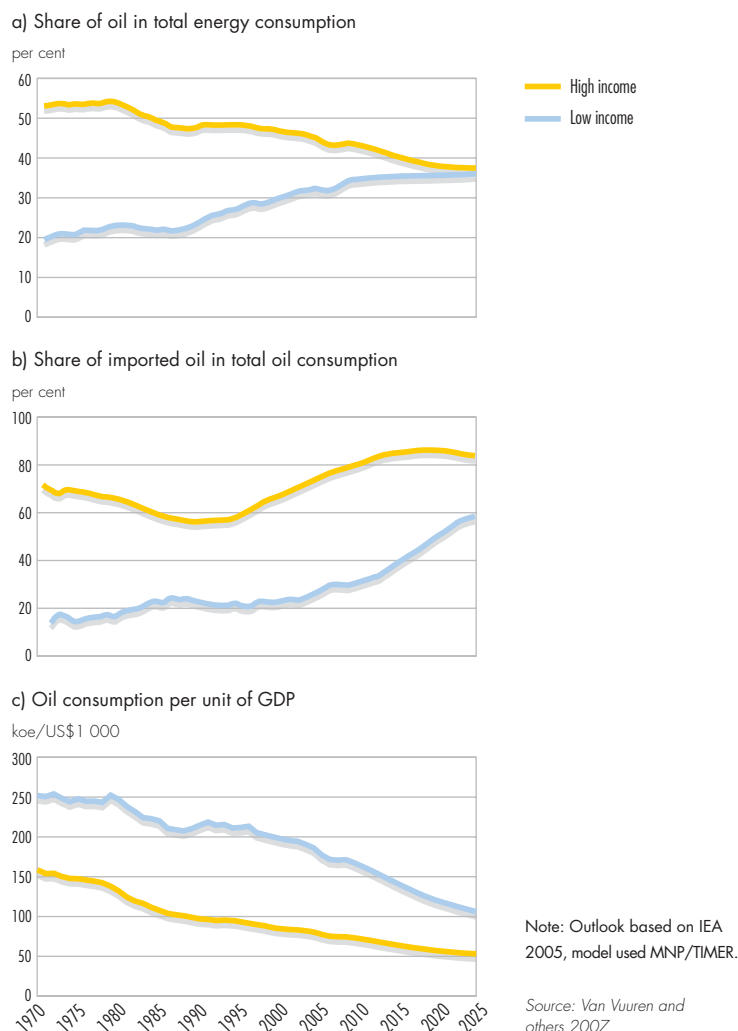 a) Share of oil in total energy consumption
per cent
60
50
40
30
20
10
0
High income
Low income
b) Share of imported oil in total oil consumption
per cent
100
80
60
40
20
0
c) Oil consumption per unit of GDP
koe/US$1 000
300
250
200
150
100
50
0
1970 1975 1980 1985 1990 1995 2000 2005 2010 2015 2020 2025
Note: Outlook based on IEA
2005, model used MNP/TIMER.
Source: Van Vuuren and
others 2007